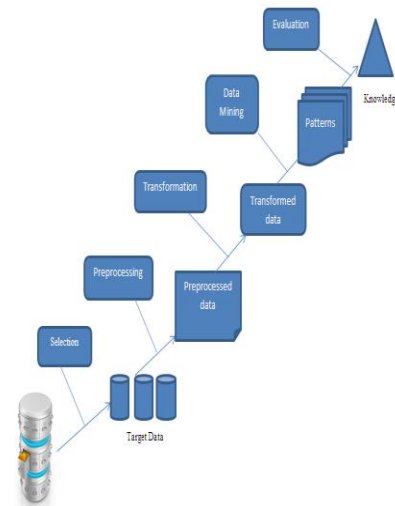 Evaluation
Knowledg
Data
Mining
Patterns
Transformation
Transformed
data
Preprocessing
Preprocessed
data
Selection
Target Data